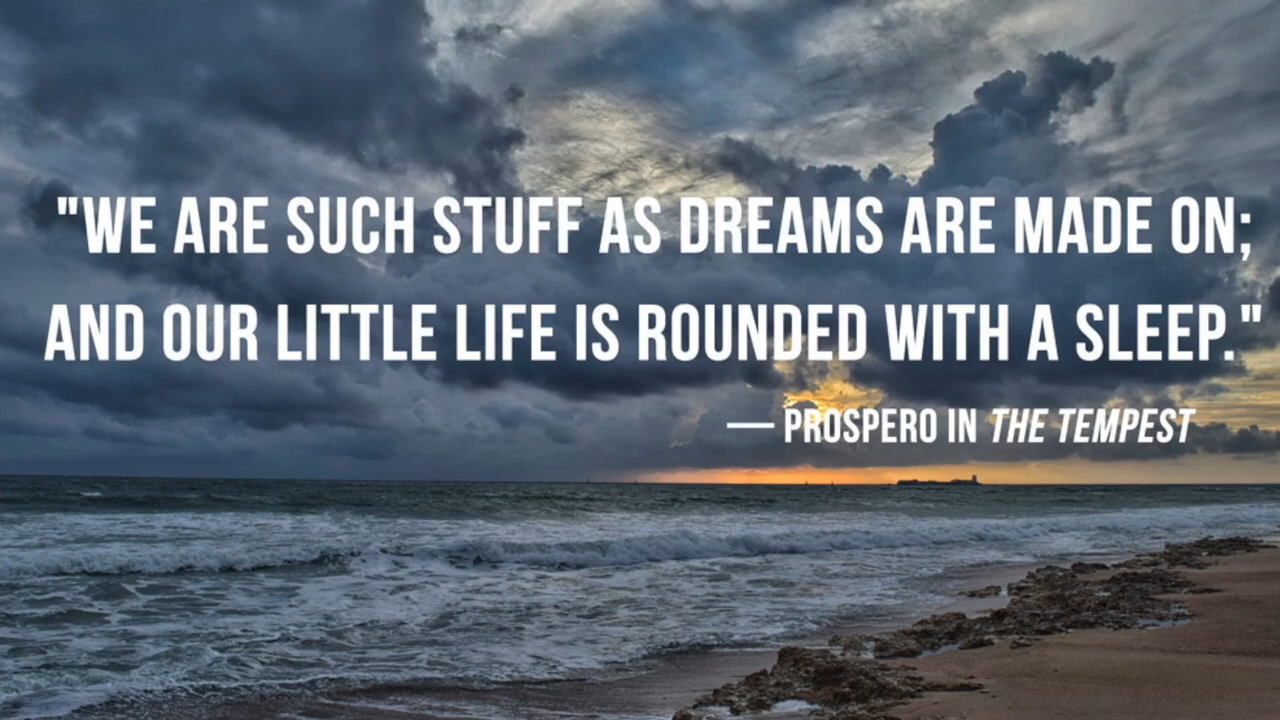 "WE ARE SUCH STUFF AS DREAMS ARE MADE ON;
AND OUR LITTLE LIFE IS ROUNDED WITH A SLEEP."
— PROSPERO IN THE TEMPEST